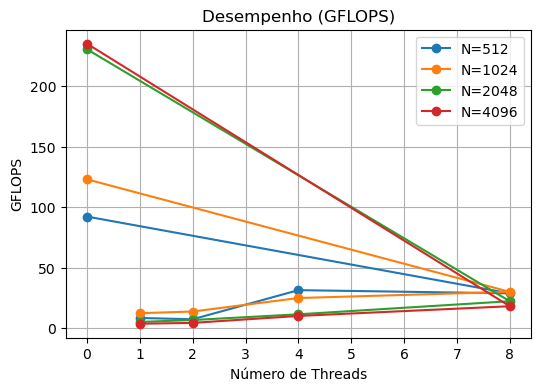 Desempenho (GFLOPS)
GFLOPS
200
150
100
50
0
N=512
N=1024
N=2048
N=4096
0 1 2 3 4 5 6 7 8
Número de Threads